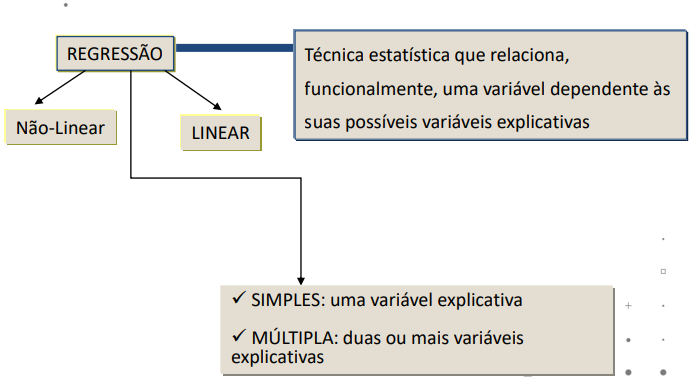 REGRESSÃO
Técnica estatística que relaciona,
funcionalmente, uma variável dependente às
suas possíveis variáveis explicativas
Não-Linear
LINEAR
✓ SIMPLES: uma variável explicativa
✓ MÚLTIPLA: duas ou mais variáveis
explicativas